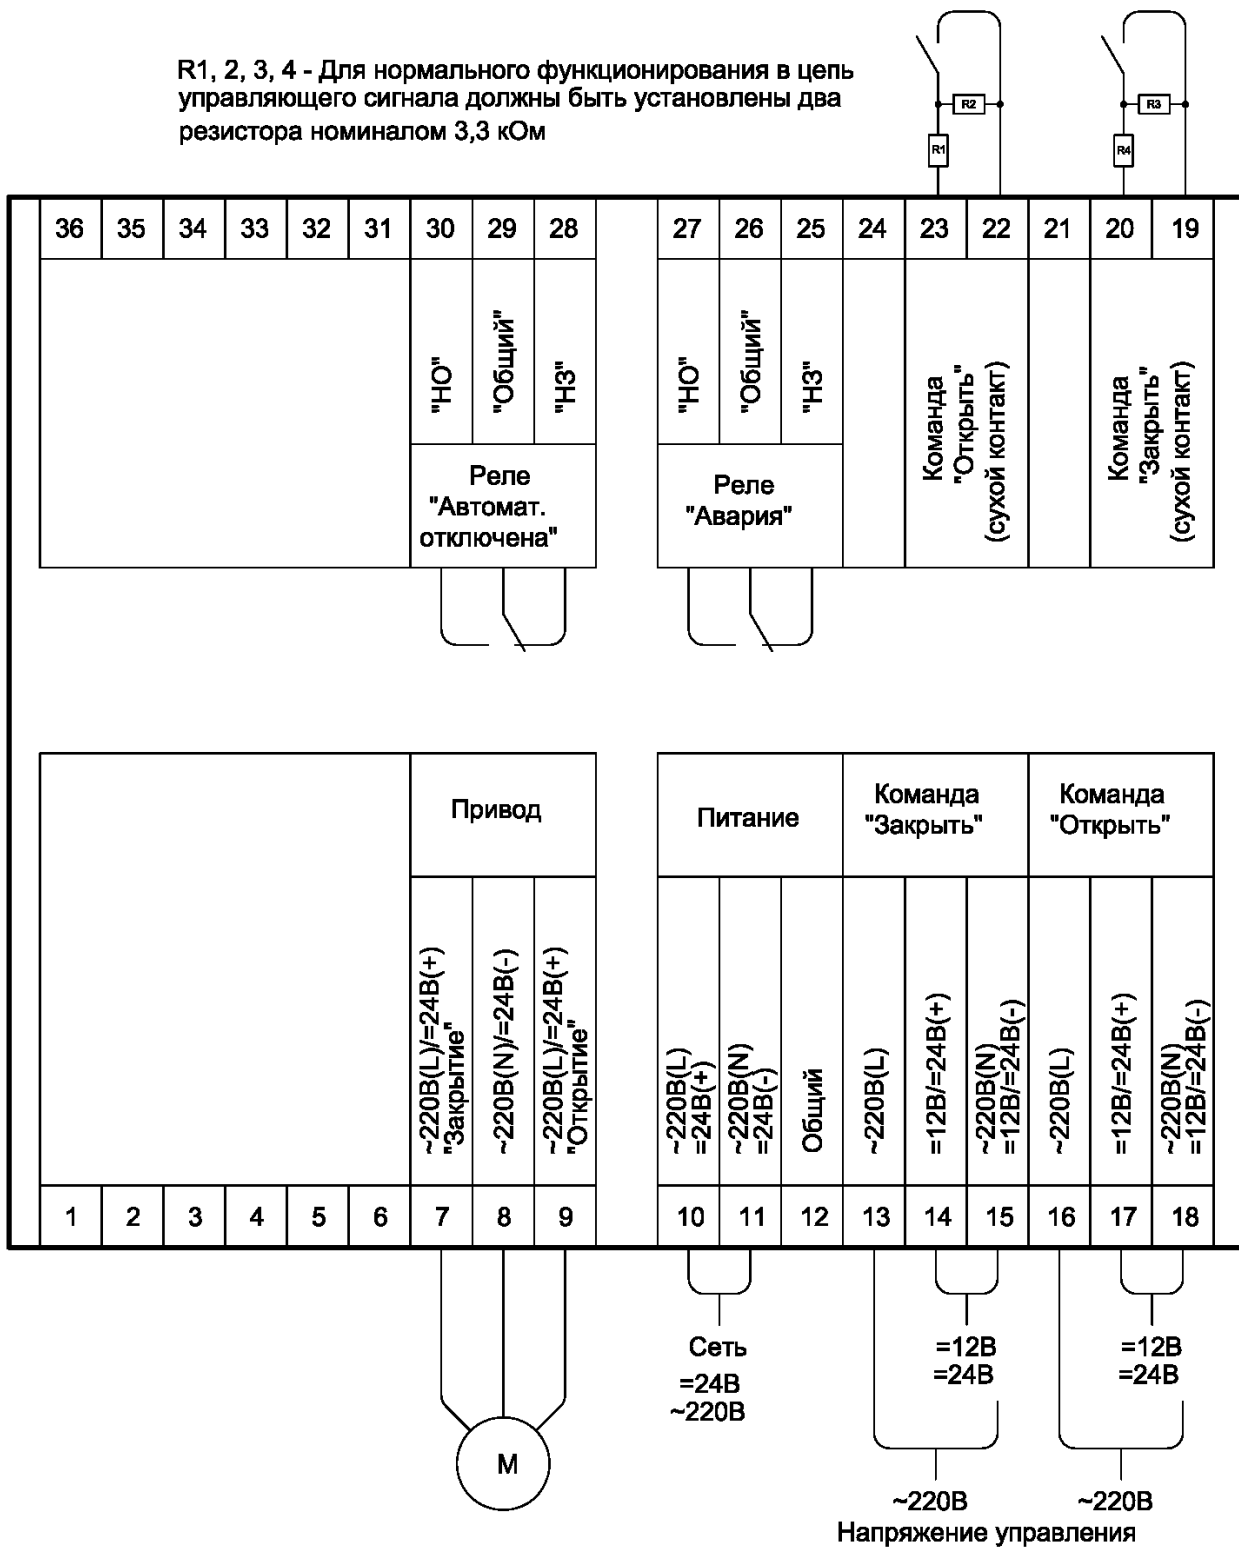 R1, 2, 3, 4 - Для нормального функционирования в цепь
управляющего сигнала должны быть установлены два
резистора номиналом 3,3 кОм
R2
R3
R1
R4
36 35 34 33 32 31 30 29 28 27 26 25 24 23 22 21 20 19
"НО"
"Общий"
"НЗ"
Реле
"Автомат.
отключена"
"НО"
"Общий"
"НЗ"
Реле
"Авария"
Команда
"Открыть"
(сухой контакт)
Команда
"Закрыть"
(сухой контакт)
Привод
Питание
Команда
"Закрыть"
Команда
"Открыть"
~220В(L)/=24В(+)
"Закрытие"
~220В(N)/=24В(-)
~220В(L)/=24В(+)
"Открытие"
~220В(L)
=24В(+)
~220В(N)
=24В(-)
Общий
~220В(L)
=12В/=24В(+)
~220В(N)
=12В/=24В(-)
~220В(L)
=12В/=24В(+)
~220В(N)
=12В/=24В(-)
1 2 3 4 5 6 7 8 9 10 11 12 13 14 15 16 17 18
M
Сеть
=24В
~220В
=12В
=24В
=12В
=24В
~220В
~220В
Напряжение управления